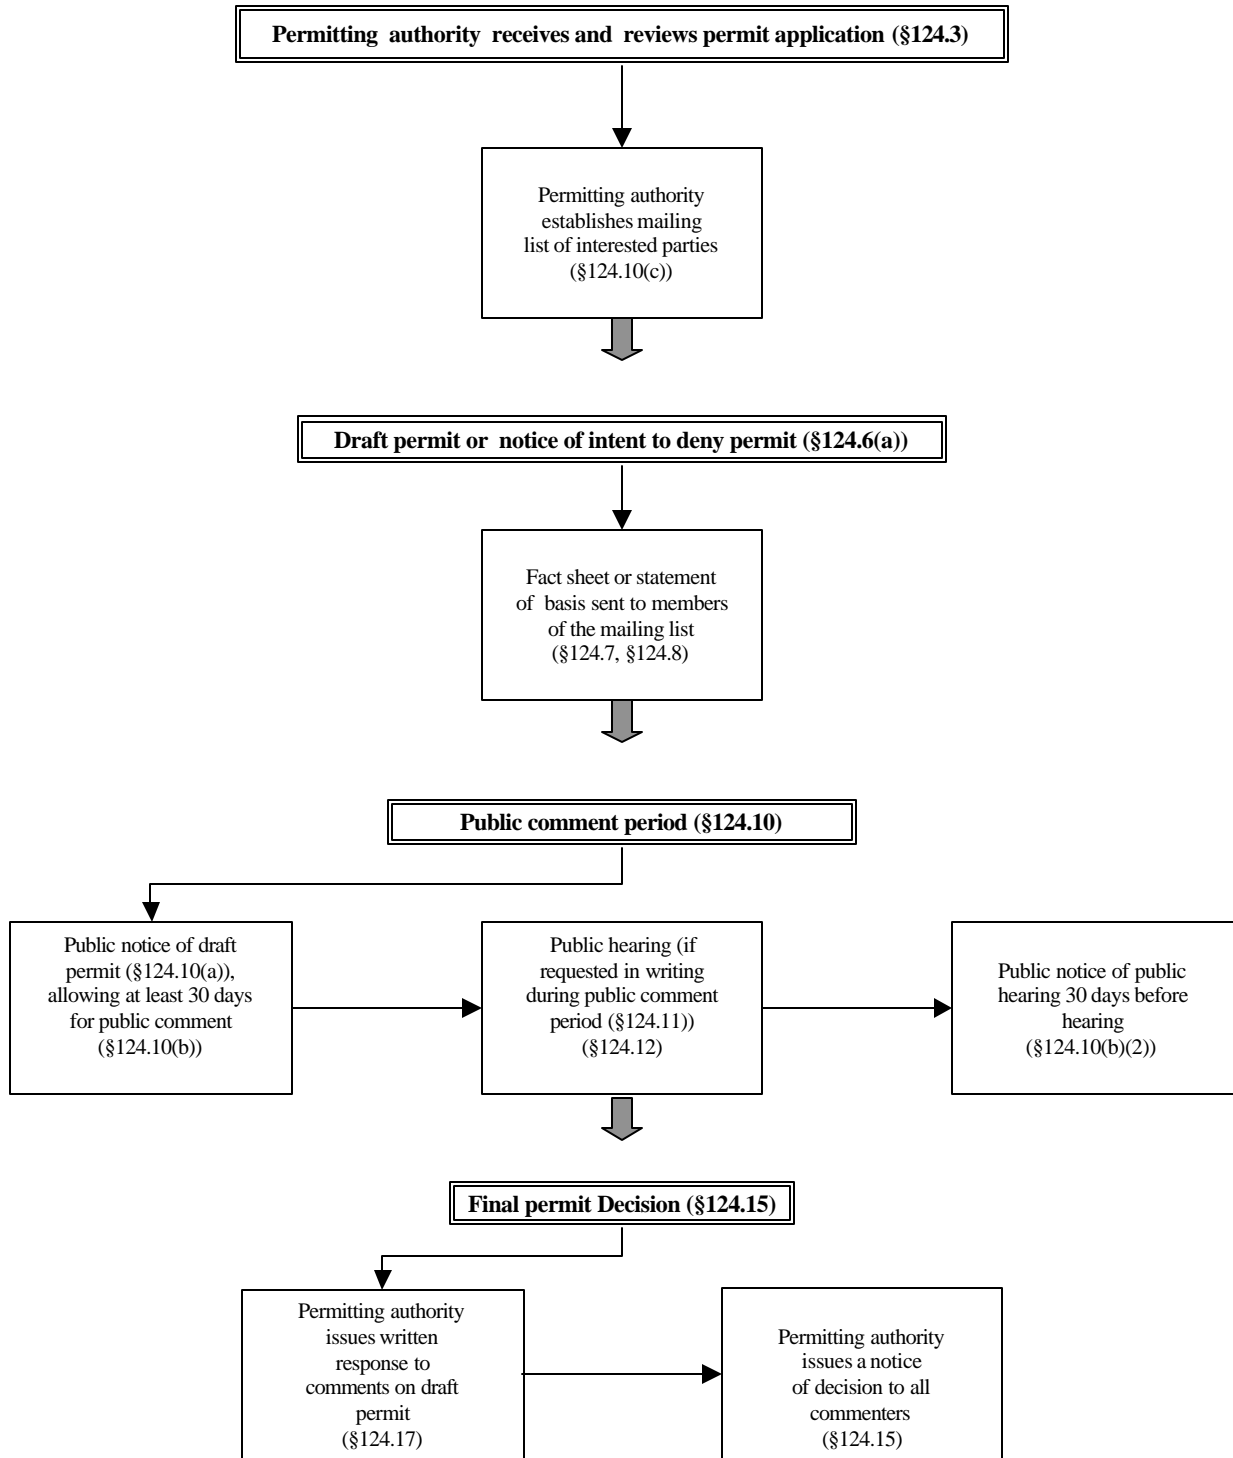 Permitting authority receives and reviews permit application (§124.3)
Permitting authority
establishes mailing
list of interested parties
(§124.10(c))
Draft permit or notice of intent to deny permit (§124.6(a))
Fact sheet or statement
of basis sent to members
of the mailing list
(§124.7, §124.8)
Public comment period (§124.10)
Public notice of draft
permit (§124.10(a)),
allowing at least 30 days
for public comment
(§124.10(b))
Public hearing (if
requested in writing
during public comment
period (§124.11))
(§124.12)
Public notice of public
hearing 30 days before
hearing
(§124.10(b)(2))
Final permit Decision (§124.15)
Permitting authority
issues written
response to
comments on draft
permit
(§124.17)
Permitting authority
issues a notice
of decision to all
commenters
(§124.15)